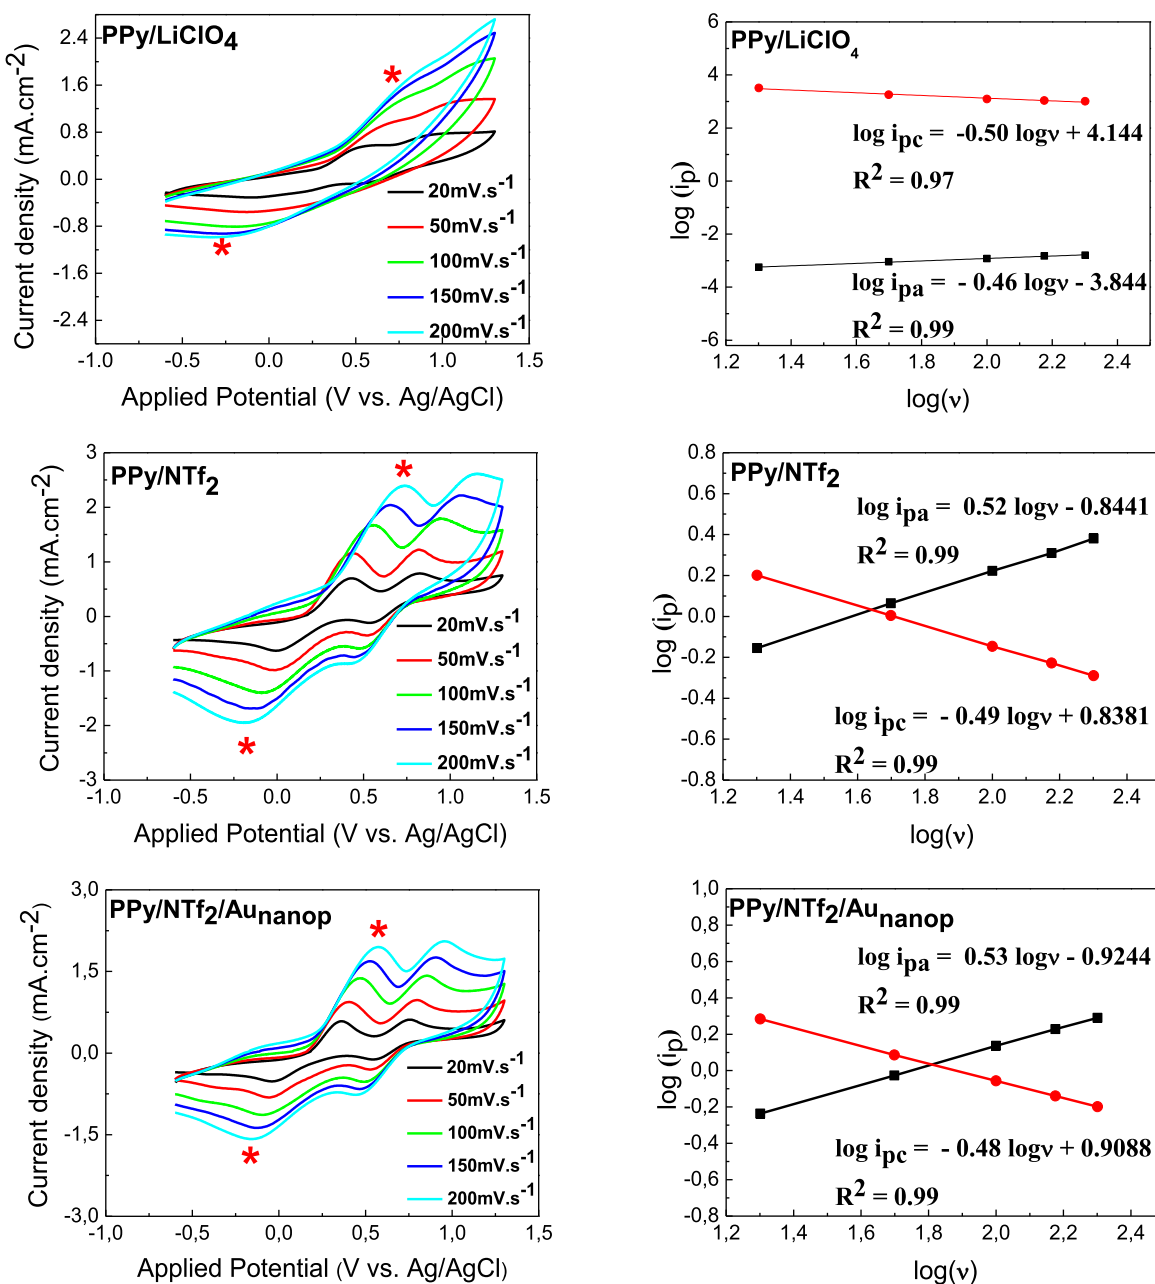 PPy/LiClO4
*
*
Current density (mA.cm-2)
2.4
1.6
0.8
0.0
-0.8
-1.6
-2.4
20mV.s-1
50mV.s-1
100mV.s-1
150mV.s-1
200mV.s-1
-1.0 -0.5 0.0 0.5 1.0 1.5
Applied Potential (V vs. Ag/AgCl)
PPy/LiClO4
log (ip)
6
4
2
0
-2
-4
-6
log ipc = -0.50 logν + 4.144
R2 = 0.97
log ipa = - 0.46 logν - 3.844
R2 = 0.99
1.2 1.4 1.6 1.8 2.0 2.2 2.4
log(ν)
PPy/NTf2
*
*
Current density (mA.cm-2)
3
2
1
0
-1
-2
-3
20mV.s-1
50mV.s-1
100mV.s-1
150mV.s-1
200mV.s-1
-1.0 -0.5 0.0 0.5 1.0 1.5
Applied Potential (V vs. Ag/AgCl)
PPy/NTf2
log (ip)
0.8
0.6
0.4
0.2
0.0
-0.2
-0.4
-0.6
-0.8
log ipa = 0.52 logν - 0.8441
R2 = 0.99
log ipc = - 0.49 logν + 0.8381
R2 = 0.99
1.2 1.4 1.6 1.8 2.0 2.2 2.4
log(ν)
PPy/NTf2/Aunanop
*
*
Current density (mA.cm-2)
3,0
1,5
0,0
-1,5
-3,0
20mV.s-1
50mV.s-1
100mV.s-1
150mV.s-1
200mV.s-1
-1,0 -0,5 0,0 0,5 1,0 1,5
Applied Potential (V vs. Ag/AgCl)
PPy/NTf2/Aunanop
log (ip)
1,0
0,8
0,6
0,4
0,2
0,0
-0,2
-0,4
-0,6
-0,8
log ipa = 0.53 logν - 0.9244
R2 = 0.99
log ipc = - 0.48 logν + 0.9088
R2 = 0.99
1,2 1,4 1,6 1,8 2,0 2,2 2,4
log(ν)